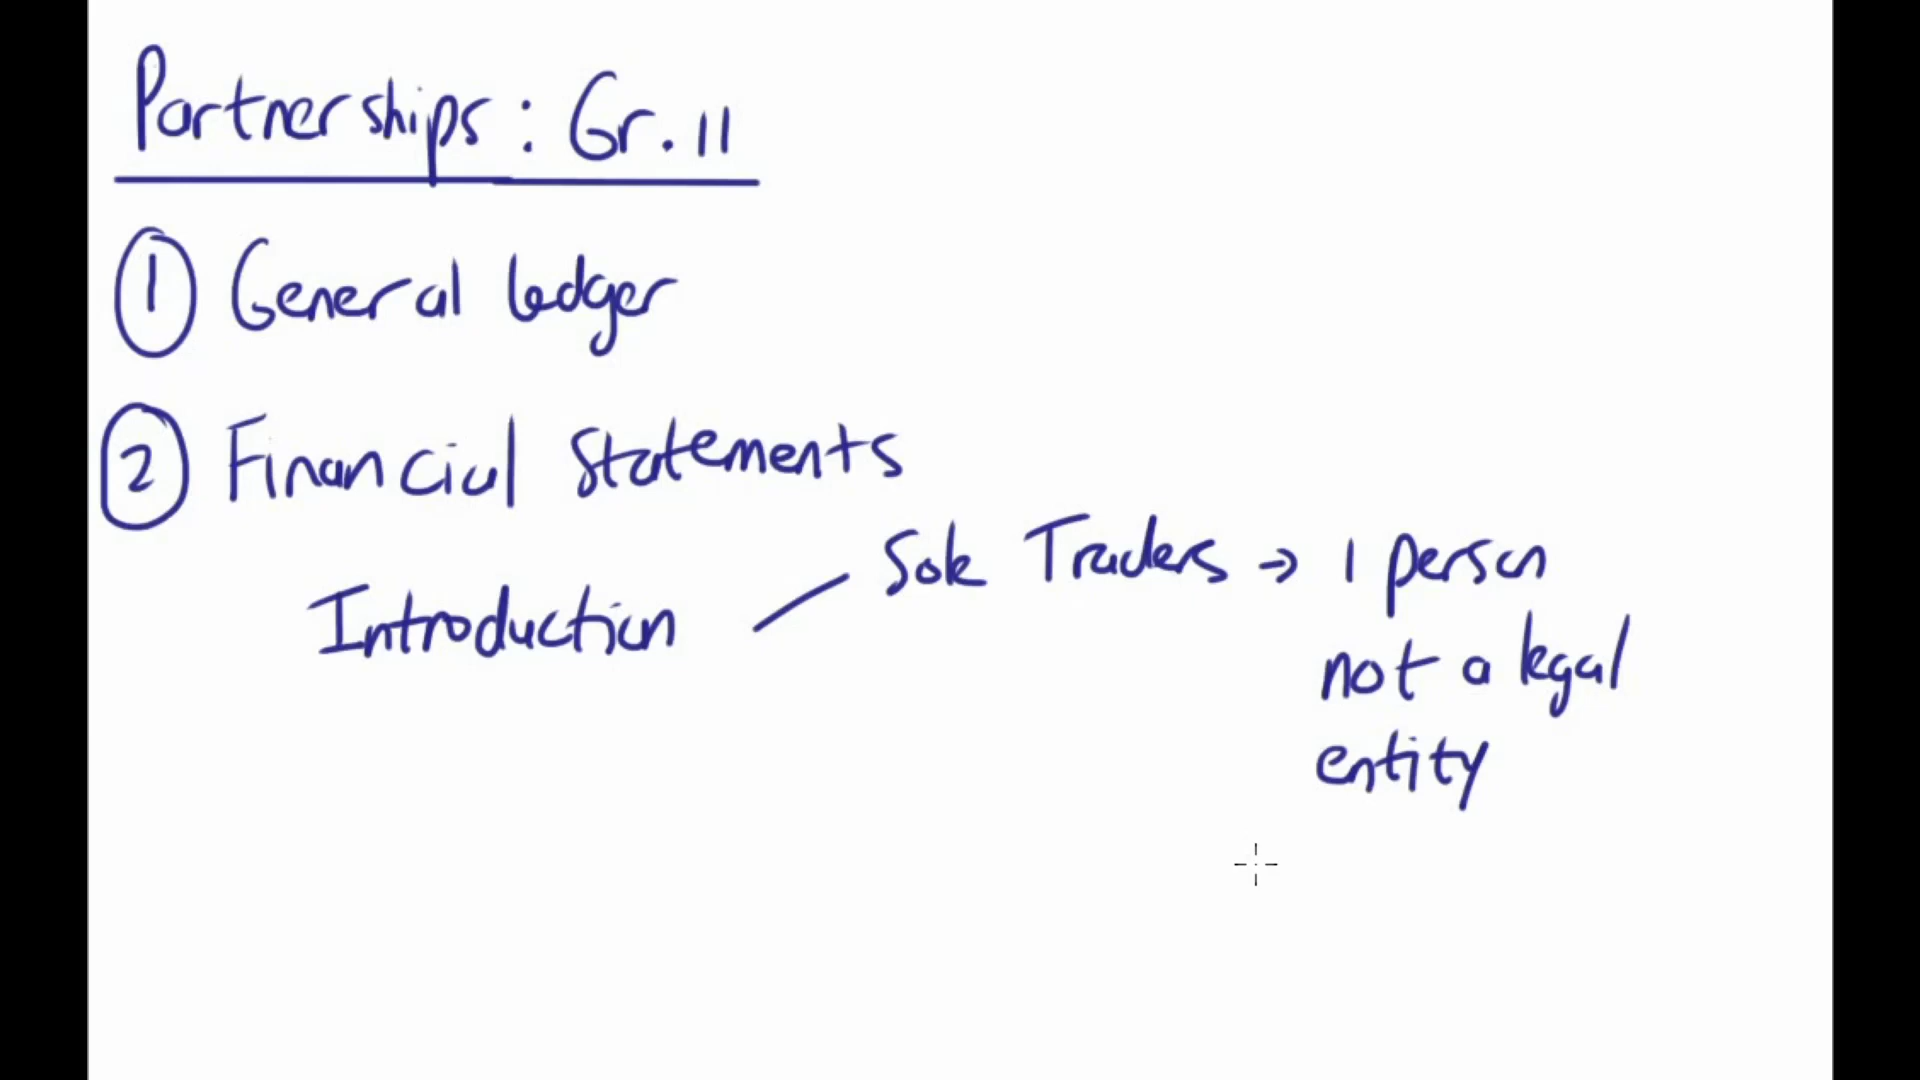 Partnerships: Gr. 11
1 General ledger
2 Financial Statements
Introduction
Sole Traders → 1 person
not a legal
entity